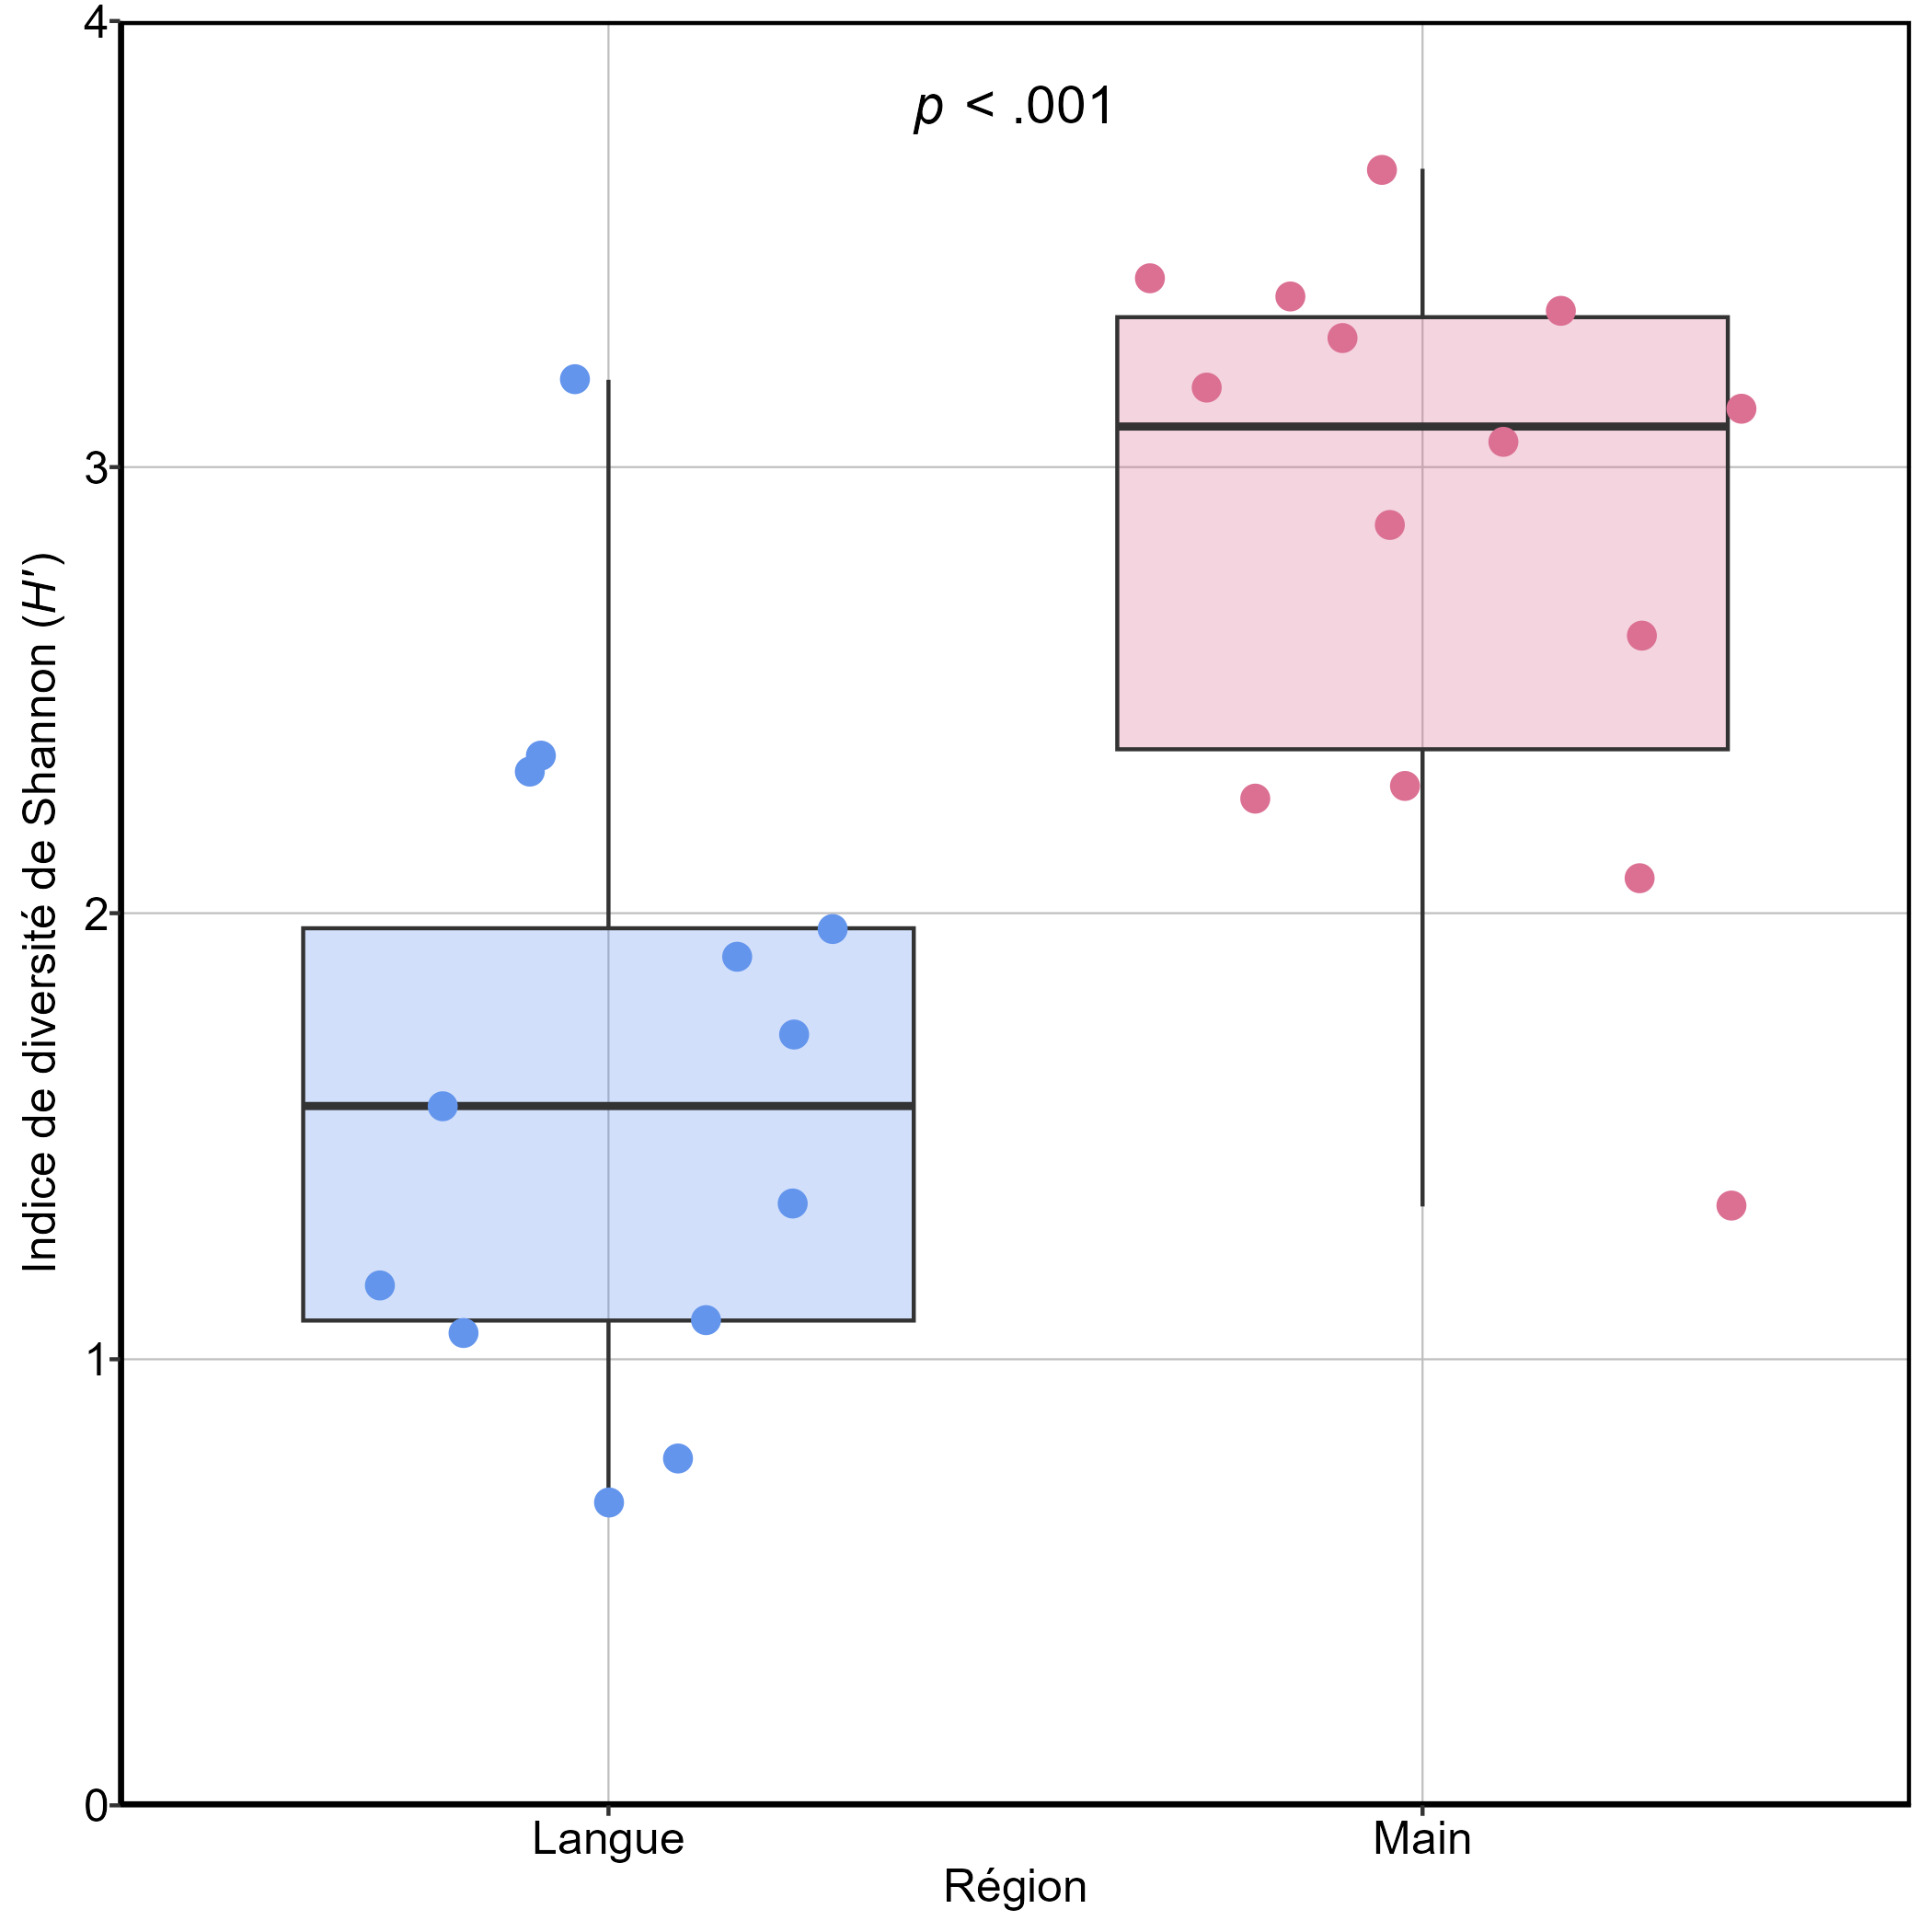 p < .001
4
3
2
1
0
Indice de diversité de Shannon (H')
Langue
Main
Région